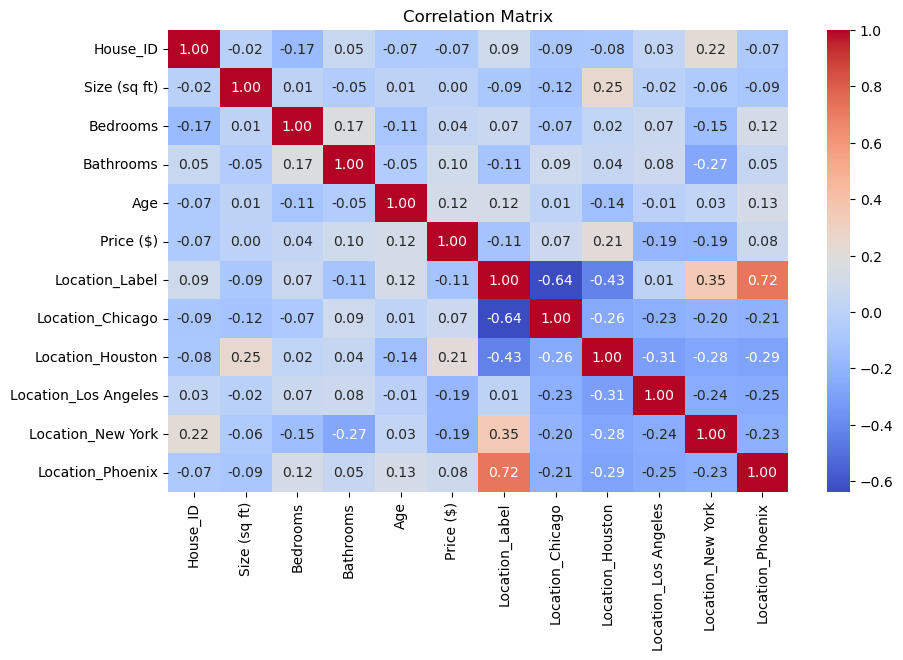 Correlation Matrix
House_ID 1.00 -0.02 -0.17 0.05 -0.07 -0.07 0.09 -0.09 -0.08 0.03 0.22 -0.07
Size (sq ft) -0.02 1.00 0.01 -0.05 0.01 0.00 -0.09 -0.12 0.25 -0.02 -0.06 -0.09
Bedrooms -0.17 0.01 1.00 0.17 -0.11 0.04 0.07 -0.07 0.02 0.07 -0.15 0.12
Bathrooms 0.05 -0.05 0.17 1.00 -0.05 0.10 -0.11 0.09 0.04 0.08 -0.27 0.05
Age -0.07 0.01 -0.11 -0.05 1.00 0.12 0.12 0.01 -0.14 -0.01 0.03 0.13
Price ($) -0.07 0.00 0.04 0.10 0.12 1.00 -0.11 0.07 0.21 -0.19 -0.19 0.08
Location_Label 0.09 -0.09 0.07 -0.11 0.12 -0.11 1.00 -0.64 -0.43 0.01 0.35 0.72
Location_Chicago -0.09 -0.12 -0.07 0.09 0.01 0.07 -0.64 1.00 -0.26 -0.23 -0.20 -0.21
Location_Houston -0.08 0.25 0.02 0.04 -0.14 0.21 -0.43 -0.26 1.00 -0.31 -0.28 -0.29
Location_Los Angeles 0.03 -0.02 0.07 0.08 -0.01 -0.19 0.01 -0.23 -0.31 1.00 -0.24 -0.25
Location_New York 0.22 -0.06 -0.15 -0.27 0.03 -0.19 0.35 -0.20 -0.28 -0.24 1.00 -0.23
Location_Phoenix -0.07 -0.09 0.12 0.05 0.13 0.08 0.72 -0.21 -0.29 -0.25 -0.23 1.00
House_ID
Size (sq ft)
Bedrooms
Bathrooms
Age
Price ($)
Location_Label
Location_Chicago
Location_Houston
Location_Los Angeles
Location_New York
Location_Phoenix
1.0
0.8
0.6
0.4
0.2
0.0
−0.2
−0.4
−0.6